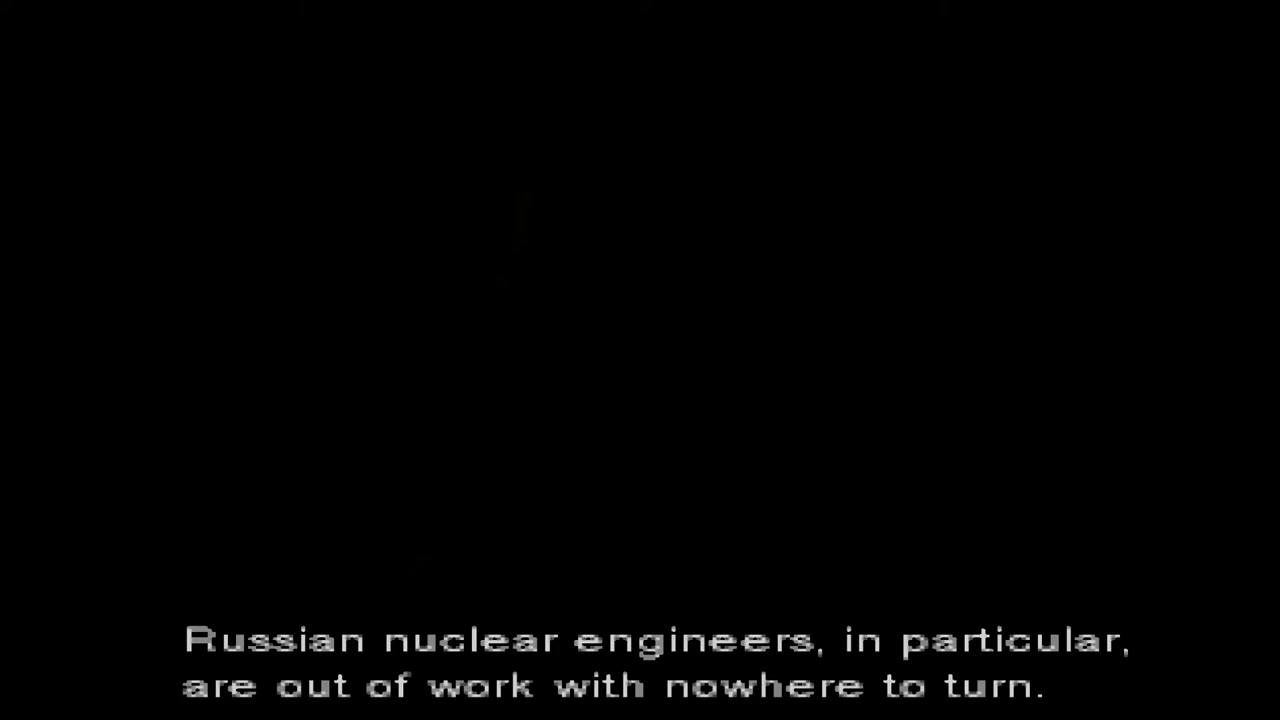 Russian nuclear engineers, in particular,
are out of work with nowhere to turn.